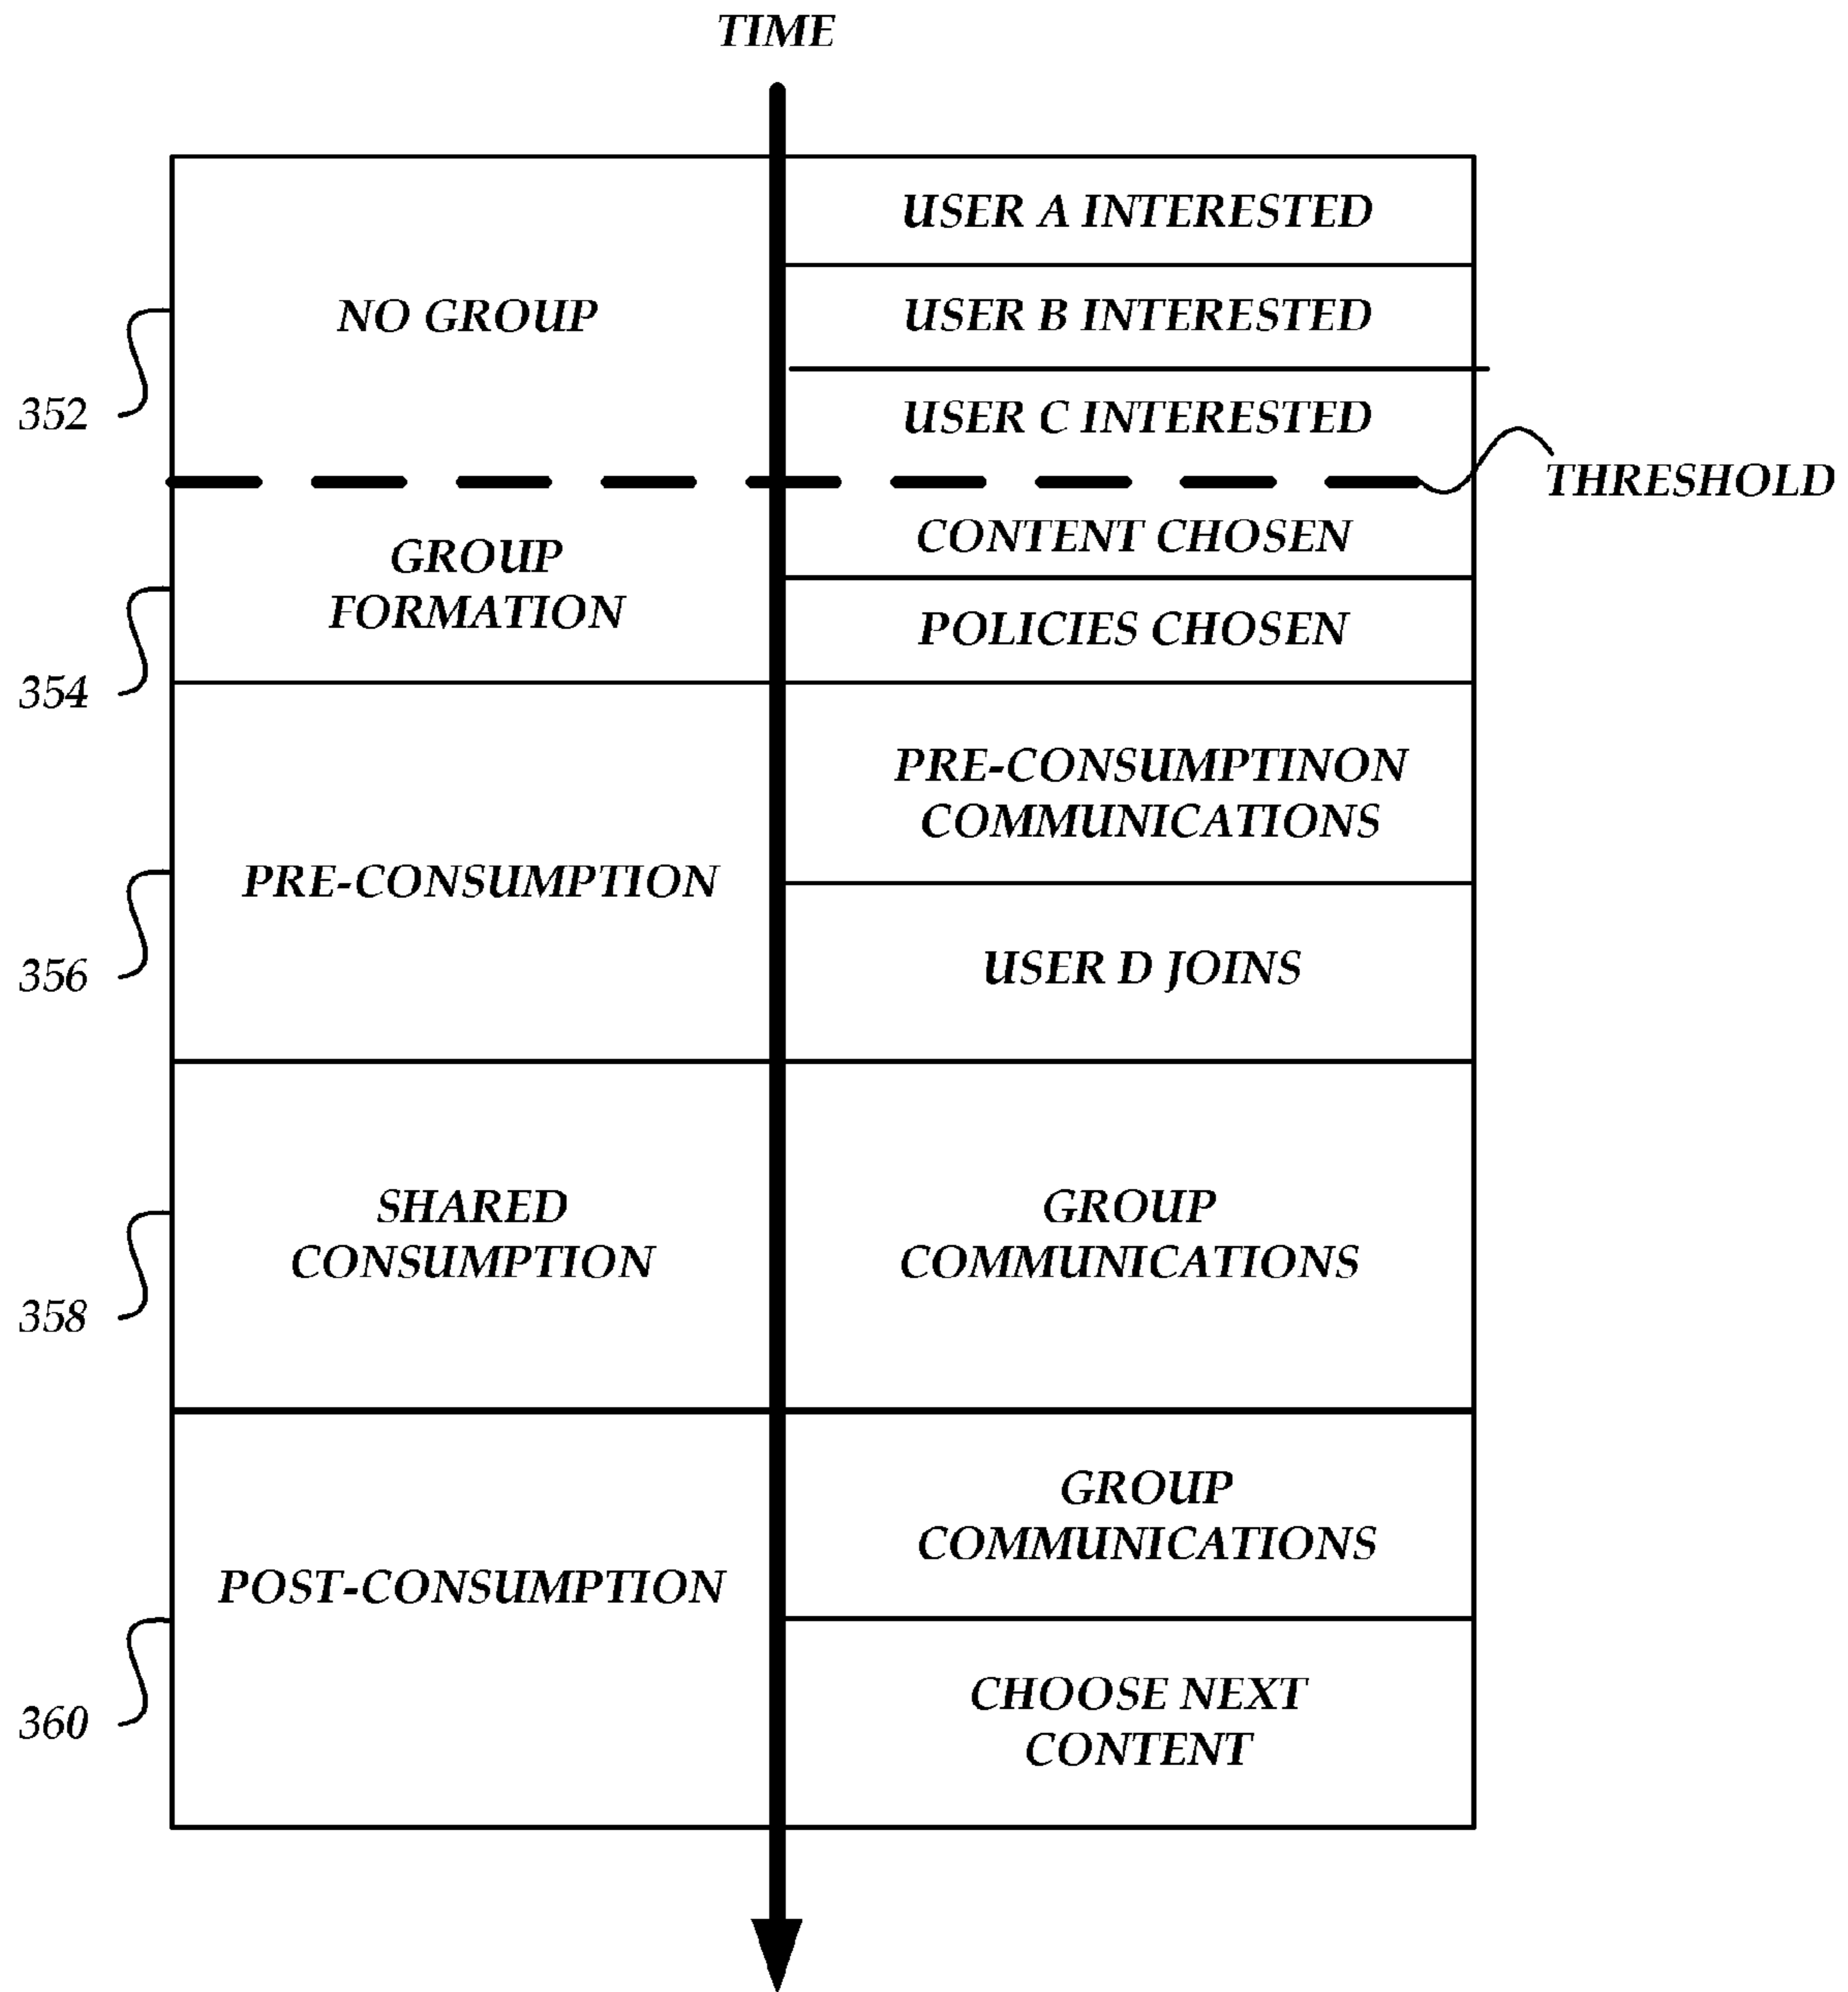 TIME
USER A INTERESTED
NO GROUP
USER B INTERESTED
352
USER C INTERESTED
THRESHOLD
GROUP
FORMATION
CONTENT CHOSEN
POLICIES CHOSEN
354
PRE-CONSUMPTION
PRE-CONSUMPTINON
COMMUNICATIONS
356
USER D JOINS
SHARED
CONSUMPTION
GROUP
COMMUNICATIONS
358
POST-CONSUMPTION
GROUP
COMMUNICATIONS
360
CHOOSE NEXT
CONTENT